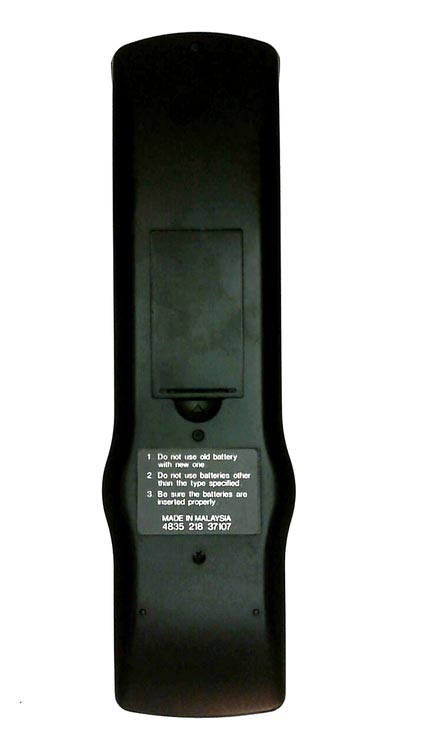 1 Do not use old battery
with new one
2. Do not use batteries other
than the type specified.
3. Be sure the batteries are
inserted properly.
MADE IN MALAYSIA
4835 218 37107